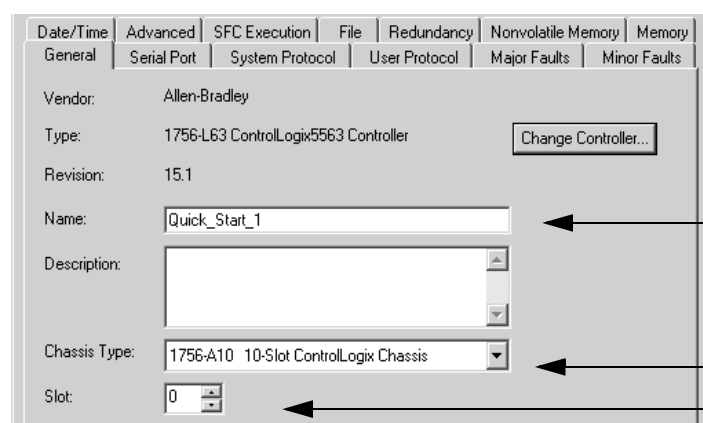 Date/Time Advanced SFC Execution File Redundancy Nonvolatile Memory Memory
General Serial Port System Protocol User Protocol Major Faults Minor Faults
Vendor: Allen-Bradley
Type: 1756-L63 ControlLogix5563 Controller Change Controller...
Revision: 15.1
Name: Quick_Start_1
Description:
Chassis Type: 1756-A10 10-Slot ControlLogix Chassis
Slot: 0